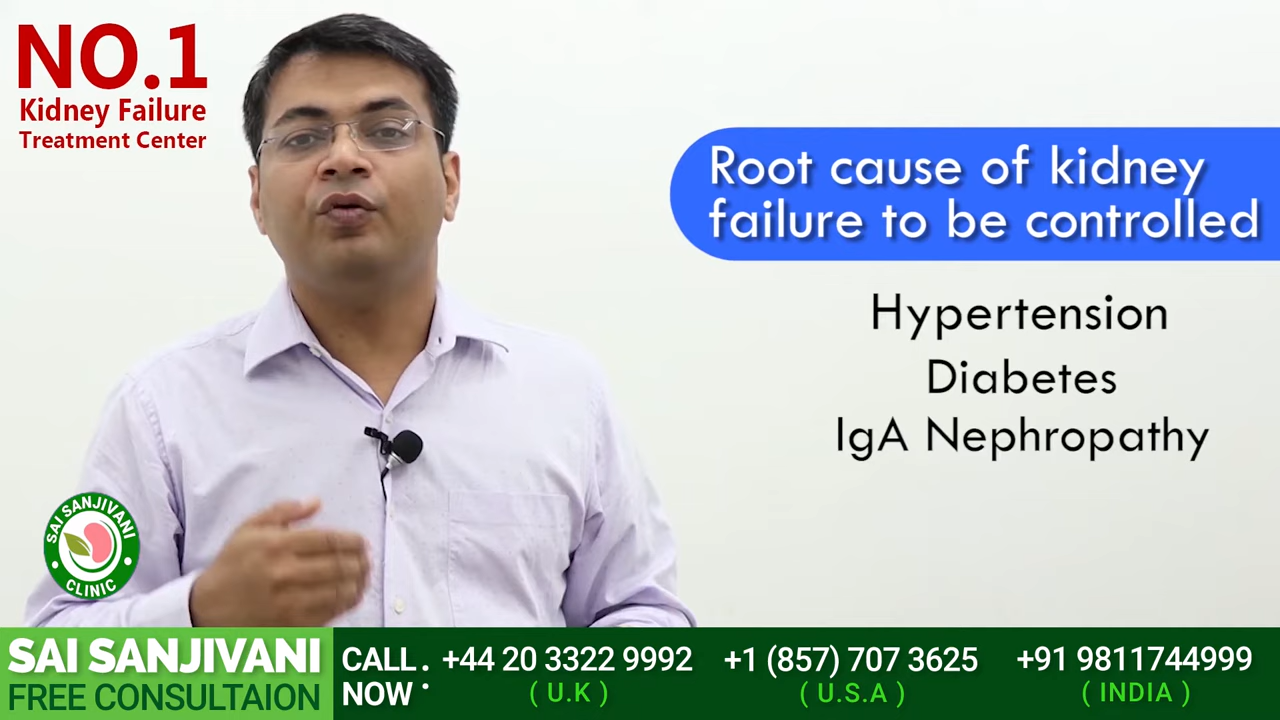 NO.1
Kidney Failure
Treatment Center
Root cause of kidney
failure to be controlled
Hypertension
Diabetes
IgA Nephropathy
SAI SANJIVANI
CLINIC
SAI SANJIVANI
FREE CONSULTAION
CALL : +44 20 3322 9992 +1 (857) 707 3625 +91 9811744999
NOW ( U.K ) ( U.S.A ) ( INDIA )